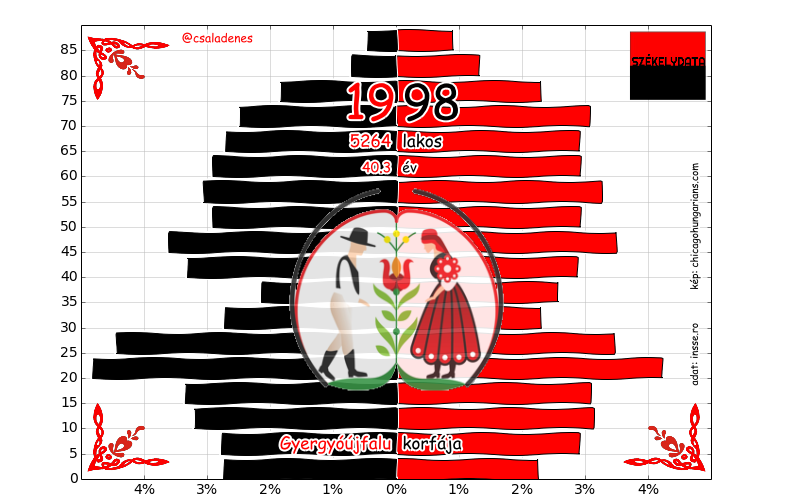 @csaladenes
SZÉKELYDATA
1998
5264 lakos
40.3 év
kép: chicagohungarians.com
adat: insse.ro
Gyergyóújfalu korfája
85
80
75
70
65
60
55
50
45
40
35
30
25
20
15
10
5
0
4% 3% 2% 1% 0% 1% 2% 3% 4%